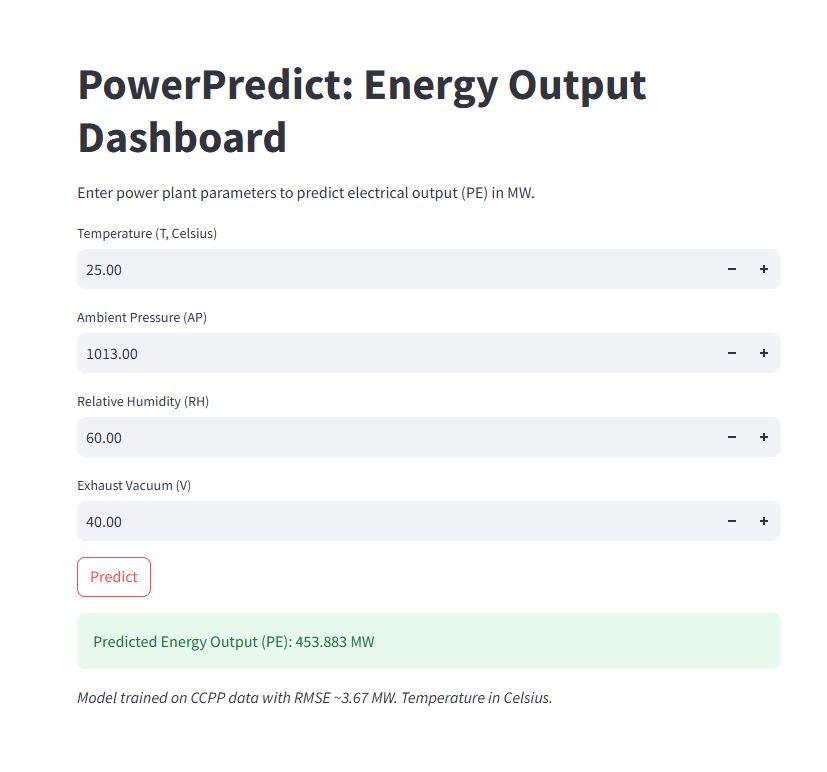 PowerPredict: Energy Output
Dashboard
Enter power plant parameters to predict electrical output (PE) in MW.
Temperature (T, Celsius)
25.00
Ambient Pressure (AP)
1013.00
Relative Humidity (RH)
60.00
Exhaust Vacuum (V)
40.00
Predict
Predicted Energy Output (PE): 453.883 MW
Model trained on CCPP data with RMSE ~3.67 MW. Temperature in Celsius.